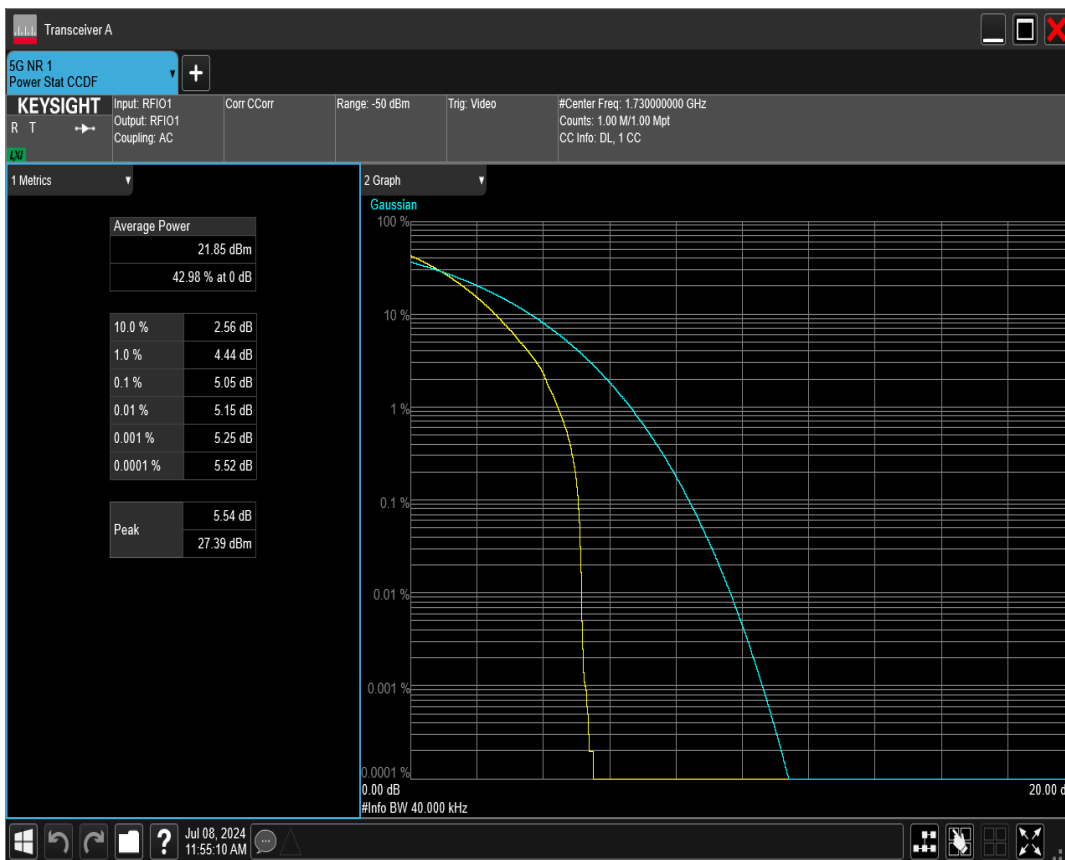 Transceiver A
5G NR 1
Power Stat CCDF
KEYSIGHT
R T
LXI
Input: RFIO1
Output: RFIO1
Coupling: AC
Corr CCorr
Range: -50 dBm
Trig: Video
#Center Freq: 1.730000000 GHz
Counts: 1.00 M/1.00 Mpt
CC Info: DL, 1 CC
1 Metrics
Average Power
21.85 dBm
42.98 % at 0 dB
10.0 % 2.56 dB
1.0 % 4.44 dB
0.1 % 5.05 dB
0.01 % 5.15 dB
0.001 % 5.25 dB
0.0001 % 5.52 dB
Peak
5.54 dB
27.39 dBm
2 Graph
Gaussian
100 %
10 %
1 %
0.1 %
0.01 %
0.001 %
0.0001 %
0.00 dB
20.00 d
#Info BW 40.000 kHz
?
Jul 08, 2024
11:55:10 AM